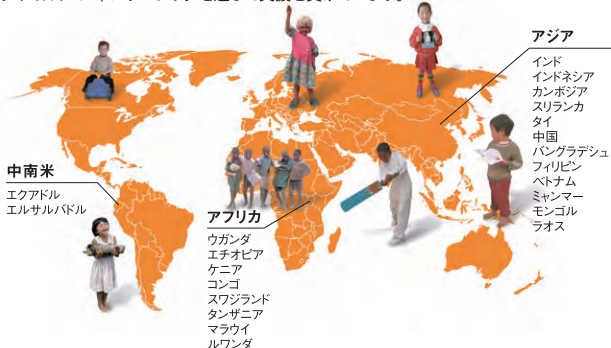 アジア
インド
インドネシア
カンボジア
スリランカ
タイ
中国
バングラデシュ
フィリピン
ベトナム
ミャンマー
モンゴル
ラオス
中南米
エクアドル
エルサルバドル
アフリカ
ウガンダ
エチオピア
ケニア
コンゴ
スワジランド
タンザニア
マラウイ
ルワンダ